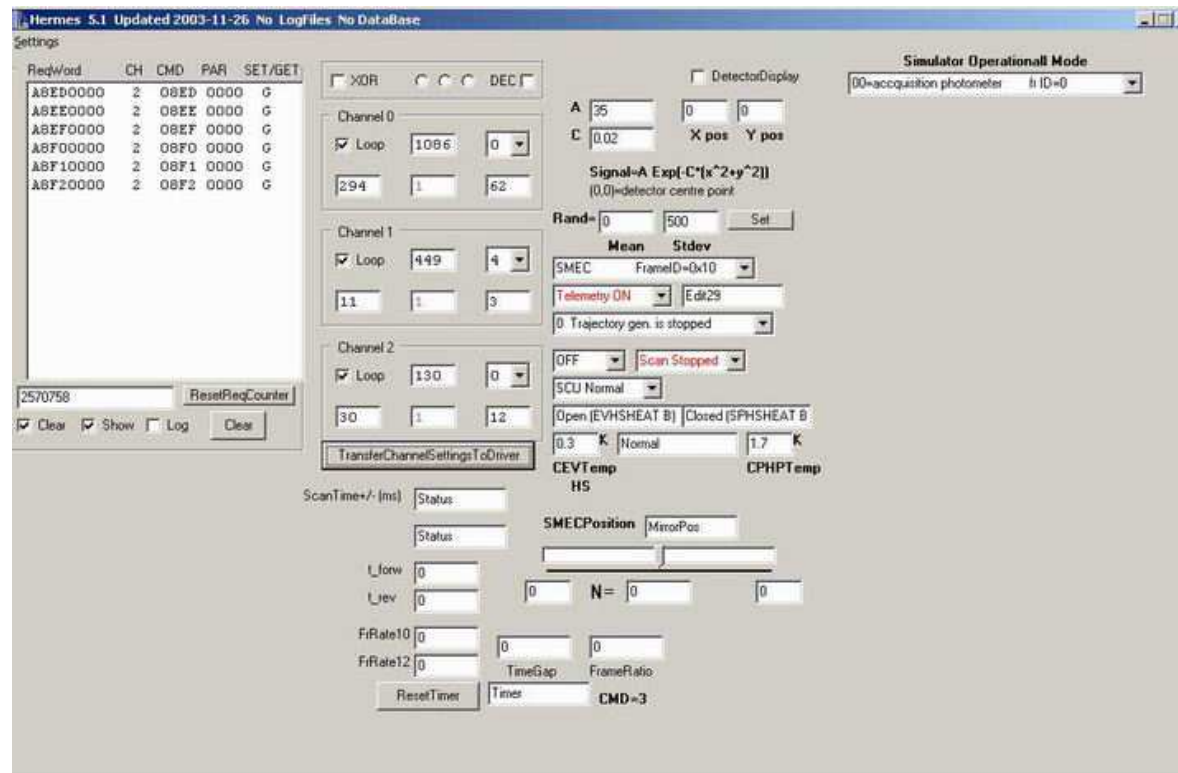 Hermes 5.1 Updated 2003-11-26 No LogFiles No DataBase
Settings
ReqWord CH CMD PAR SET/GET
A8ED0000 2 08ED 0000 G
A8EE0000 2 08EE 0000 G
A8EF0000 2 08EF 0000 G
A8F00000 2 08F0 0000 G
A8F10000 2 08F1 0000 G
A8F20000 2 08F2 0000 G
2570758 ResetReqCounter
Clear Show Log Clear
XOR DEC
Channel 0
Loop 1086 0
294 1 62
Channel 1
Loop 449 4
11 1 3
Channel 2
Loop 130 0
30 1 12
TransferChannelSettingsToDriver
ScanTime+/- (ms) Status
Status
t_forw 0
t_rev 0
FrRate10 0
FrRate12 0
ResetTimer
DetectorDisplay
A 35 0 0
C 0.02 X pos Y pos
Signal=A Exp(-C*(x^2+y^2))
(0,0)=detector centre point
Rand= 0 500 Set
Mean Stdev
SMEC FrameID=0x10
Telemetry ON Edit29
0 Trajectory gen. is stopped
OFF Scan Stopped
SCU Normal
Open (EVHSHEAT B) Closed (SPHSHEAT B
0.3 K Normal 1.7 K
CEVTemp CPHPTemp
HS
SMECPosition MirrorPos
0 N= 0 0
0 0
TimeGap FrameRatio
Timer CMD=3
Simulator Operationall Mode
00=accquisition photometer fr ID=0